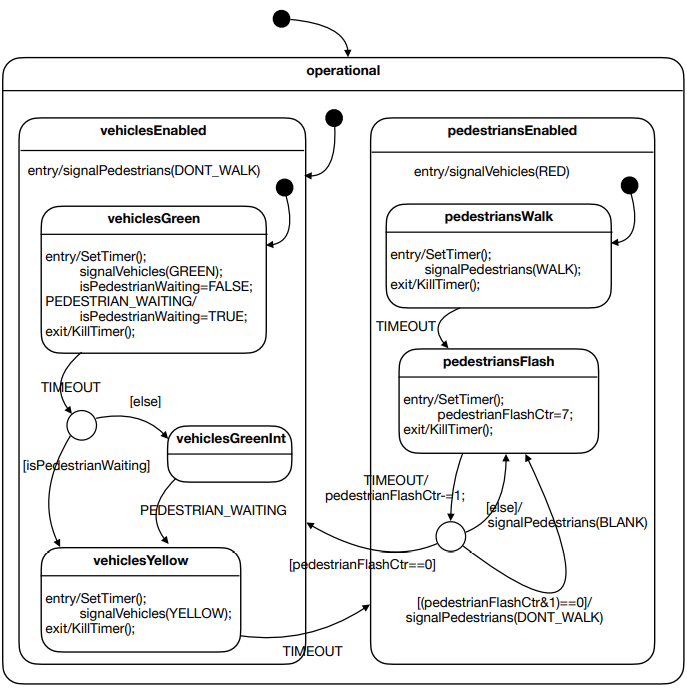 operational
vehiclesEnabled
entry/signalPedestrians(DONT_WALK)
vehiclesGreen
entry/SetTimer();
signalVehicles(GREEN);
isPedestrianWaiting=FALSE;
PEDESTRIAN_WAITING/
isPedestrianWaiting=TRUE;
exit/KillTimer();
TIMEOUT
[else]
[isPedestrianWaiting]
vehiclesGreenInt
PEDESTRIAN_WAITING
vehiclesYellow
entry/SetTimer();
signalVehicles(YELLOW);
exit/KillTimer();
TIMEOUT
pedestriansEnabled
entry/signalVehicles(RED)
pedestriansWalk
entry/SetTimer();
signalPedestrians(WALK);
exit/KillTimer();
TIMEOUT
pedestriansFlash
entry/SetTimer();
pedestrianFlashCtr=7;
exit/KillTimer();
TIMEOUT/
pedestrianFlashCtr-=1;
[else]/
signalPedestrians(BLANK)
[pedestrianFlashCtr==0]
[(pedestrianFlashCtr&1)==0]/
signalPedestrians(DONT_WALK)